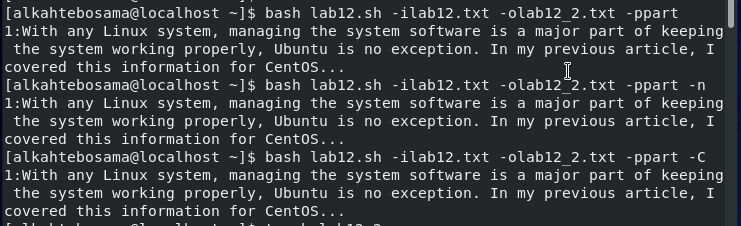 [alkahtebosama@localhost ~]$ bash lab12.sh -ilab12.txt -olab12_2.txt -ppart
1:With any Linux system, managing the system software is a major part of keeping
the system working properly, Ubuntu is no exception. In my previous article, I
covered this information for CentOS...
[alkahtebosama@localhost ~]$ bash lab12.sh -ilab12.txt -olab12_2.txt -ppart -n
1:With any Linux system, managing the system software is a major part of keeping
the system working properly, Ubuntu is no exception. In my previous article, I
covered this information for CentOS...
[alkahtebosama@localhost ~]$ bash lab12.sh -ilab12.txt -olab12_2.txt -ppart -C
1:With any Linux system, managing the system software is a major part of keeping
the system working properly, Ubuntu is no exception. In my previous article, I
covered this information for CentOS...